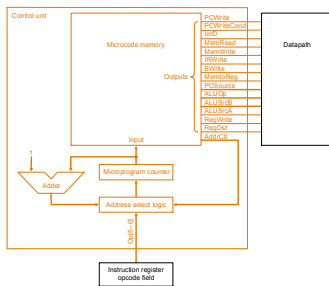 Control unit
Microcode memory
Outputs
Input
PCWrite
PCWriteCond
IorD
MemRead
MemWrite
IRWrite
BWrite
MemtoReg
PCSource
ALUOp
ALUSrcB
ALUSrcA
RegWrite
RegDst
AddrCtl
Datapath
1
Adder
Microprogram counter
Address select logic
Op[5–0]
Instruction register
opcode field